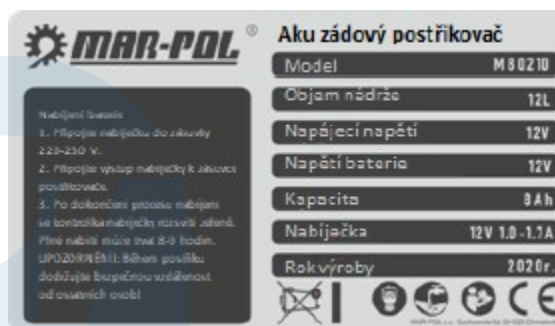 MAR-POL ®
Aku zádový postřikovač
Model M80210
Objem nádrže 12L
Napájecí napětí 12V
Napětí baterie 12V
Kapacita 8Ah
Nabíječka 12V 1.0-1.7A
Rok výroby 2020r.
Nabíjení baterie
1. Připojte nabíječku do zásuvky
220-230 V.
2. Připojte výstup nabíječky k zásuvce
postřikovače.
3. Po dokončení procesu nabíjení
se kontrolka nabíječky rozsvítí zeleně.
Plné nabití může trvat 8-9 hodin.
UPOZORNĚNÍ: Během postřiku
dodržujte bezpečnou vzdálenost
od ostatních osob!
CE